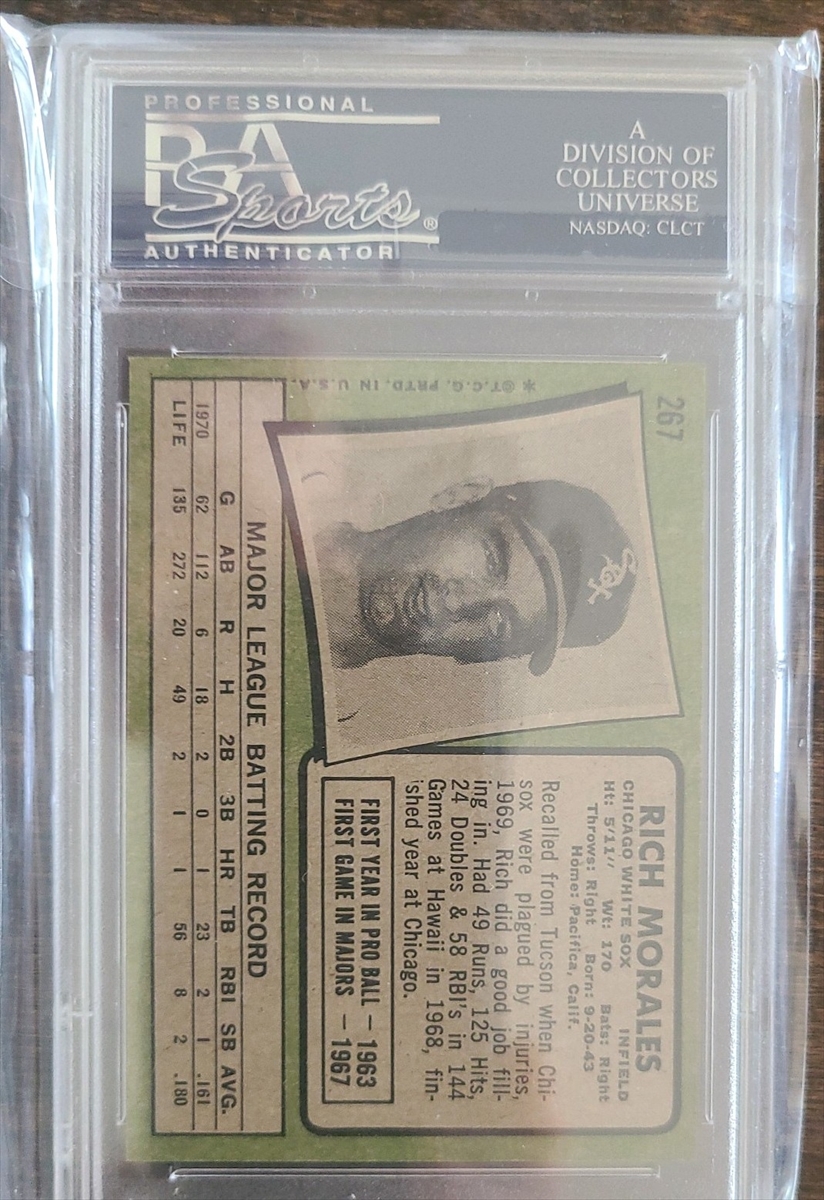 PROFESSIONAL
PSA
Sports®
AUTHENTICATOR
A
DIVISION OF
COLLECTORS
UNIVERSE
NASDAQ: CLCT
267
* ©T.C.G. PRTD. IN U.S.A.
SOX
RICH MORALES
CHICAGO WHITE SOX INFIELD
Ht: 5'11" Wt: 170 Bats: Right
Throws: Right Born: 9-20-43
Home: Pacifica, Calif.
Recalled from Tucson when Chi-
sox were plagued by injuries,
1969, Rich did a good job fill-
ing in. Had 49 Runs, 125 Hits,
24 Doubles & 58 RBI's in 144
Games at Hawaii in 1968, fin-
ished year at Chicago.
FIRST YEAR IN PRO BALL — 1963
FIRST GAME IN MAJORS — 1967
MAJOR LEAGUE BATTING RECORD
G AB R H 2B 3B HR TB RBI SB AVG.
1970 62 112 6 18 2 0 1 23 2 1 .161
LIFE 135 272 20 49 2 1 1 56 8 2 .180